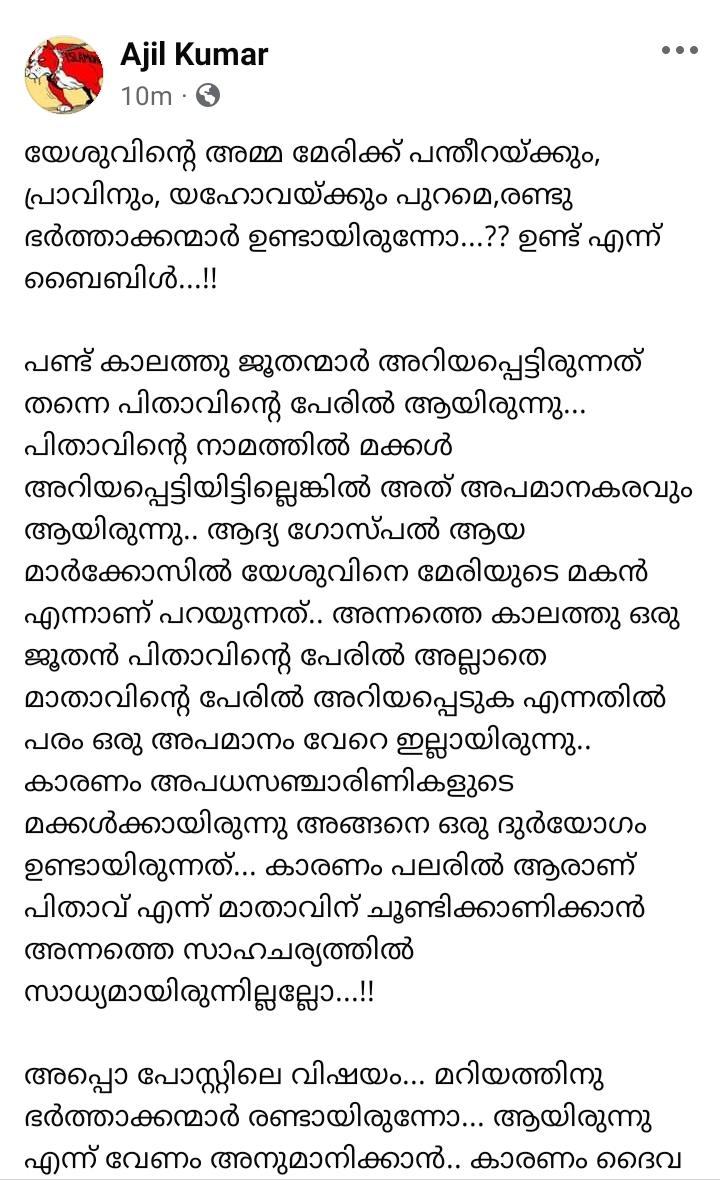 Ajil Kumar
10m ·
യേശുവിന്റെ അമ്മ മേരിക്ക് പന്തീറയ്ക്കും,
പ്രാവിനും, യഹോവയ്ക്കും പുറമെ,രണ്ടു
ഭർത്താക്കന്മാർ ഉണ്ടായിരുന്നോ...?? ഉണ്ട് എന്ന്
ബൈബിൾ...!!
പണ്ട് കാലത്തു ജൂതന്മാർ അറിയപ്പെട്ടിരുന്നത്
തന്നെ പിതാവിന്റെ പേരിൽ ആയിരുന്നു...
പിതാവിന്റെ നാമത്തിൽ മക്കൾ
അറിയപ്പെട്ടിയിട്ടില്ലെങ്കിൽ അത് അപമാനകരവും
ആയിരുന്നു.. ആദ്യ ഗോസ്പൽ ആയ
മാർക്കോസിൽ യേശുവിനെ മേരിയുടെ മകൻ
എന്നാണ് പറയുന്നത്.. അന്നത്തെ കാലത്തു ഒരു
ജൂതൻ പിതാവിന്റെ പേരിൽ അല്ലാതെ
മാതാവിന്റെ പേരിൽ അറിയപ്പെടുക എന്നതിൽ
പരം ഒരു അപമാനം വേറെ ഇല്ലായിരുന്നു..
കാരണം അപധസഞ്ചാരിണികളുടെ
മക്കൾക്കായിരുന്നു അങ്ങനെ ഒരു ദുർയോഗം
ഉണ്ടായിരുന്നത്... കാരണം പലരിൽ ആരാണ്
പിതാവ് എന്ന് മാതാവിന് ചൂണ്ടിക്കാണിക്കാൻ
അന്നത്തെ സാഹചര്യത്തിൽ
സാധ്യമായിരുന്നില്ലല്ലോ...!!
അപ്പൊ പോസ്റ്റിലെ വിഷയം... മറിയത്തിനു
ഭർത്താക്കന്മാർ രണ്ടായിരുന്നോ... ആയിരുന്നു
എന്ന് വേണം അനുമാനിക്കാൻ.. കാരണം ദൈവ